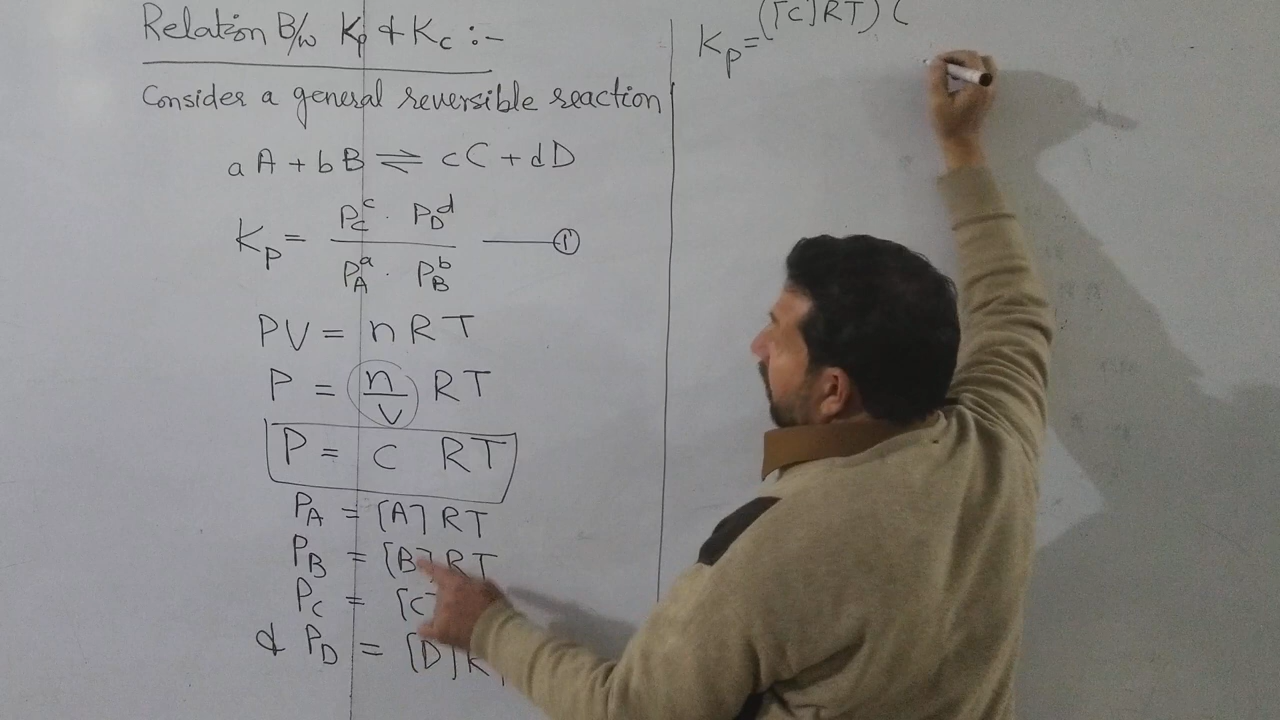 Relation B/w Kp & Kc :-
Consider a general reversible reaction
aA + bB ⇌ cC + dD
Kp = PC^c · PD^d / PA^a · PB^b —— ①
PV = nRT
P = n/V RT
P = C RT
PA = [A] RT
PB = [B] RT
PC = [C]
& PD = [D] R
Kp = ([C] RT) (